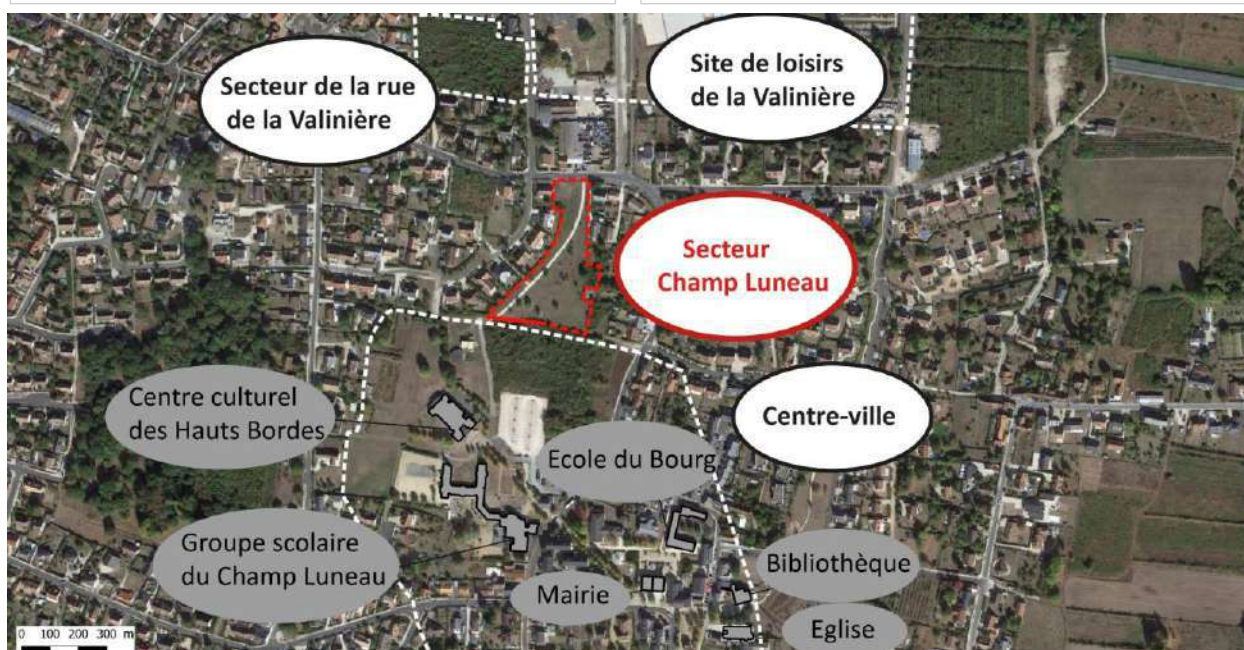 Secteur de la rue
de la Valinière
Site de loisirs
de la Valinière
Secteur
Champ Luneau
Centre culturel
des Hauts Bordes
Centre-ville
Ecole du Bourg
Groupe scolaire
du Champ Luneau
Bibliothèque
Mairie
Eglise
0 100 200 300 m